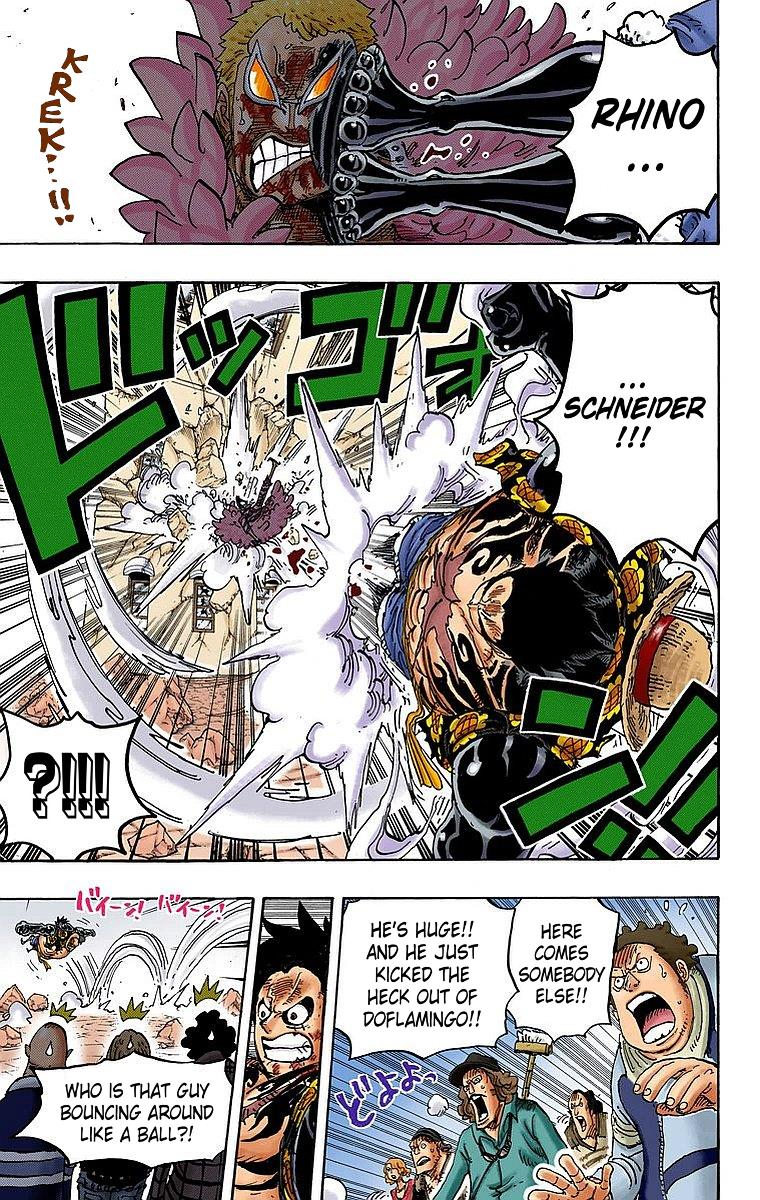 RHINO
...
KREK!!
...
SCHNEIDER
!!!
ドッゴォン!!
?!!!
HERE
COMES
SOMEBODY
ELSE!!
HE'S HUGE!!
AND HE JUST
KICKED THE
HECK OUT OF
DOFLAMINGO!!
どよよっ
バイーン! バイーン!
WHO IS THAT GUY
BOUNCING AROUND
LIKE A BALL?!